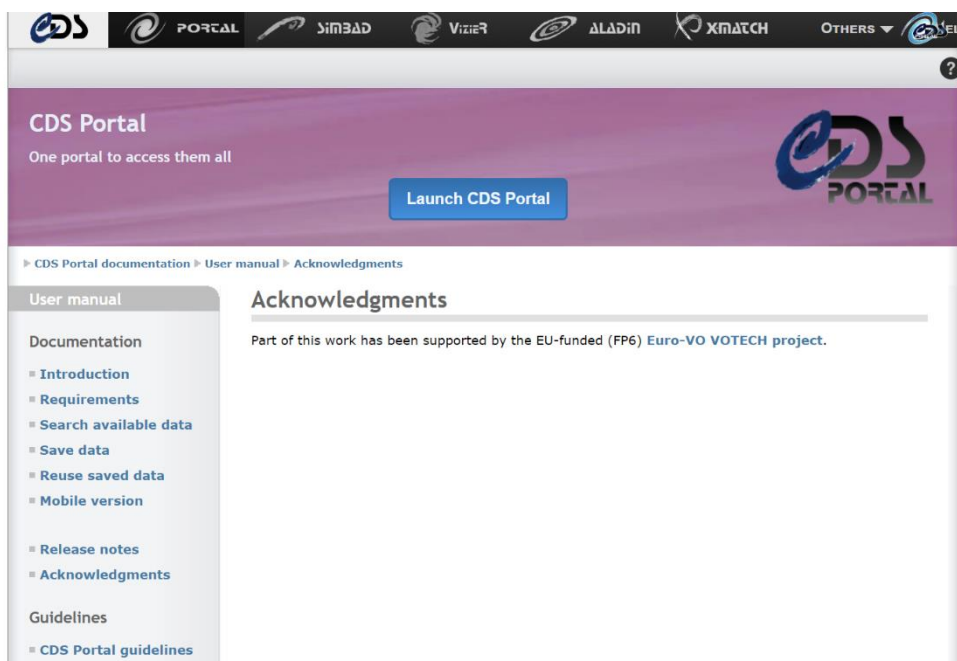 CDS PORTAL SIMBAD VizieR ALADIN XMATCH OTHERS
?
CDS Portal
One portal to access them all
CDS
PORTAL
Launch CDS Portal
CDS Portal documentation User manual Acknowledgments
User manual
Acknowledgments
Documentation
Part of this work has been supported by the EU-funded (FP6) Euro-VO VOTECH project.
Introduction
Requirements
Search available data
Save data
Reuse saved data
Mobile version
Release notes
Acknowledgments
Guidelines
CDS Portal guidelines